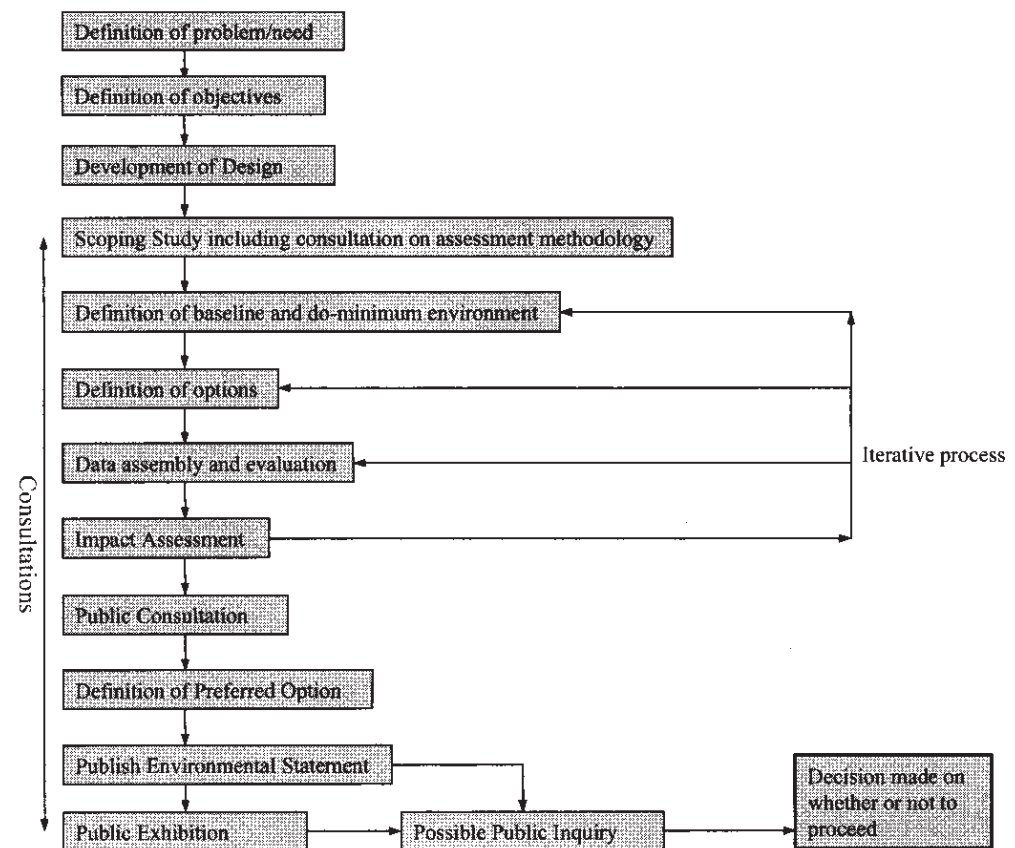 Definition of problem/need
Definition of objectives
Development of Design
Scoping Study including consultation on assessment methodology
Definition of baseline and do-minimum environment
Definition of options
Data assembly and evaluation
Iterative process
Impact Assessment
Consultations
Public Consultation
Definition of Preferred Option
Publish Environmental Statement
Decision made on
whether or not to
proceed
Public Exhibition
Possible Public Inquiry